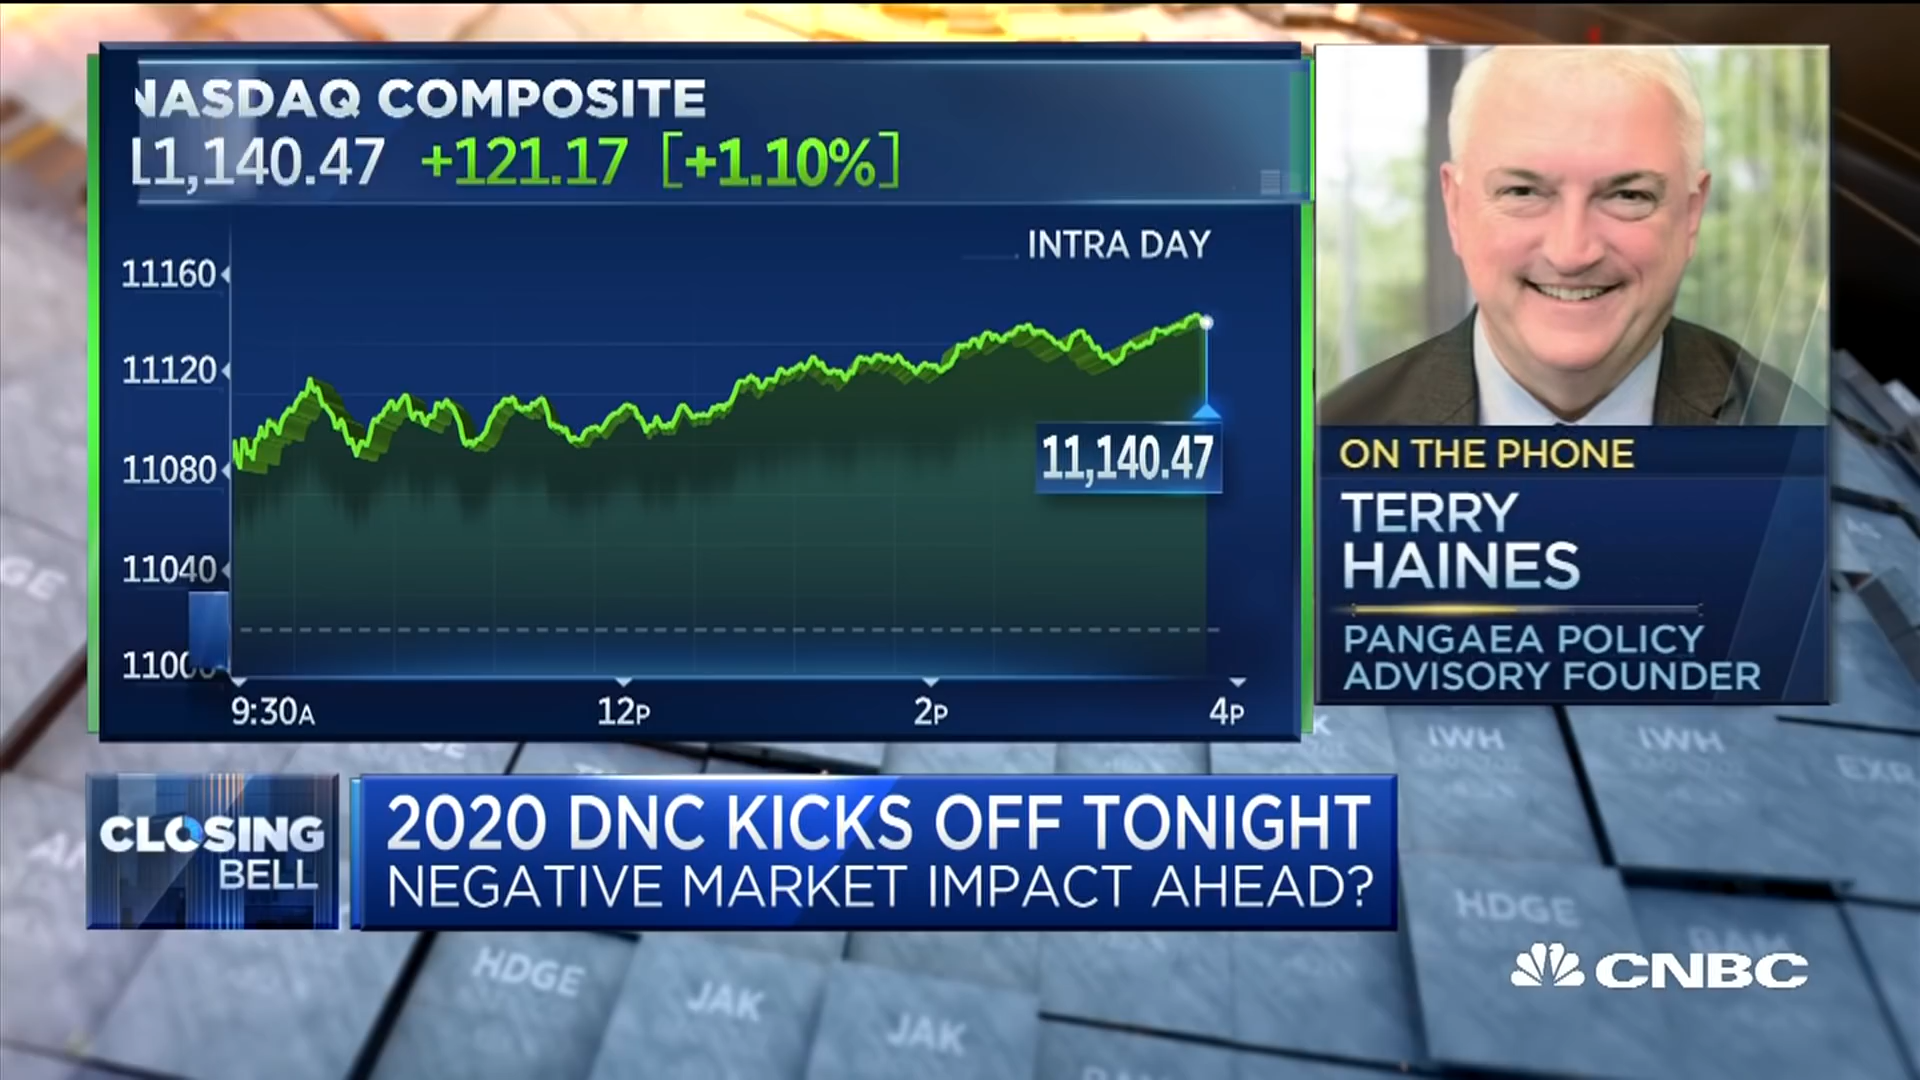 NASDAQ COMPOSITE
11,140.47 +121.17 [+1.10%]
INTRA DAY
11160
11120
11080
11040
11,140.47
9:30A 12P 2P 4P
ON THE PHONE
TERRY
HAINES
PANGAEA POLICY
ADVISORY FOUNDER
CLOSING
BELL
2020 DNC KICKS OFF TONIGHT
NEGATIVE MARKET IMPACT AHEAD?
IWH
IWH
HDGE
HDGE
JAK
JAK
CNBC